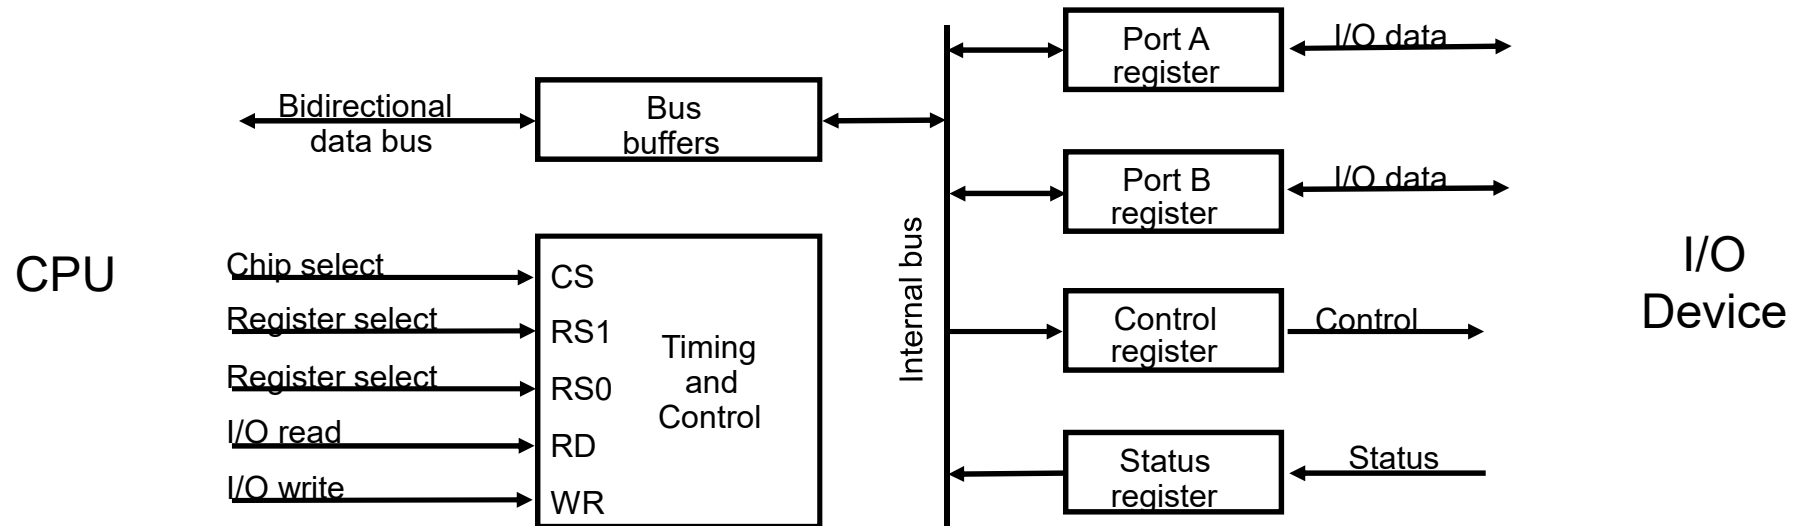 Port A
register
I/O data
Bidirectional
data bus
Bus
buffers
Port B
register
I/O data
CPU
Chip select
CS
Register select
RS1
Register select
RS0
I/O read
RD
I/O write
WR
Timing
and
Control
Internal bus
Control
register
Control
Status
register
Status
I/O
Device